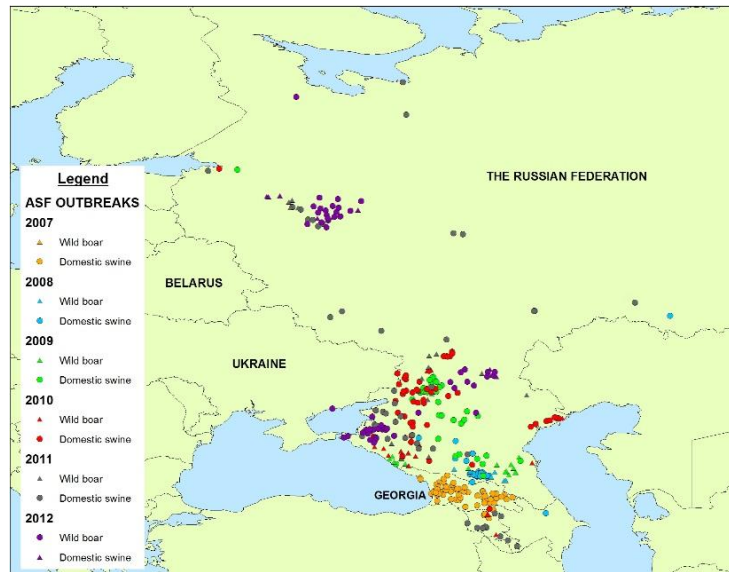 THE RUSSIAN FEDERATION
BELARUS
UKRAINE
GEORGIA
Legend
ASF OUTBREAKS
2007
Wild boar
Domestic swine
2008
Wild boar
Domestic swine
2009
Wild boar
Domestic swine
2010
Wild boar
Domestic swine
2011
Wild boar
Domestic swine
2012
Wild boar
Domestic swine